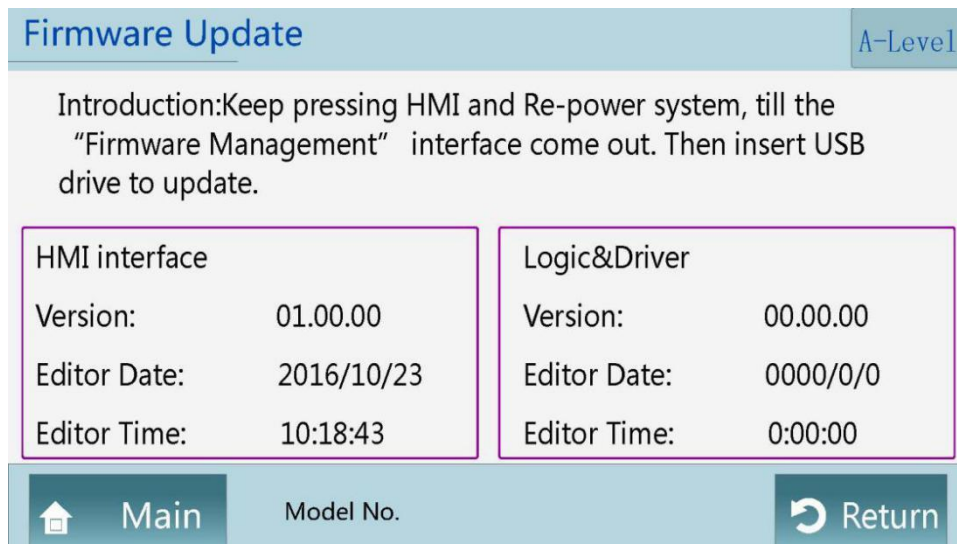 Firmware Update
A-Level
Introduction:Keep pressing HMI and Re-power system, till the
“Firmware Management” interface come out. Then insert USB
drive to update.
HMI interface
Version: 01.00.00
Editor Date: 2016/10/23
Editor Time: 10:18:43
Logic&Driver
Version: 00.00.00
Editor Date: 0000/0/0
Editor Time: 0:00:00
Main
Model No.
Return